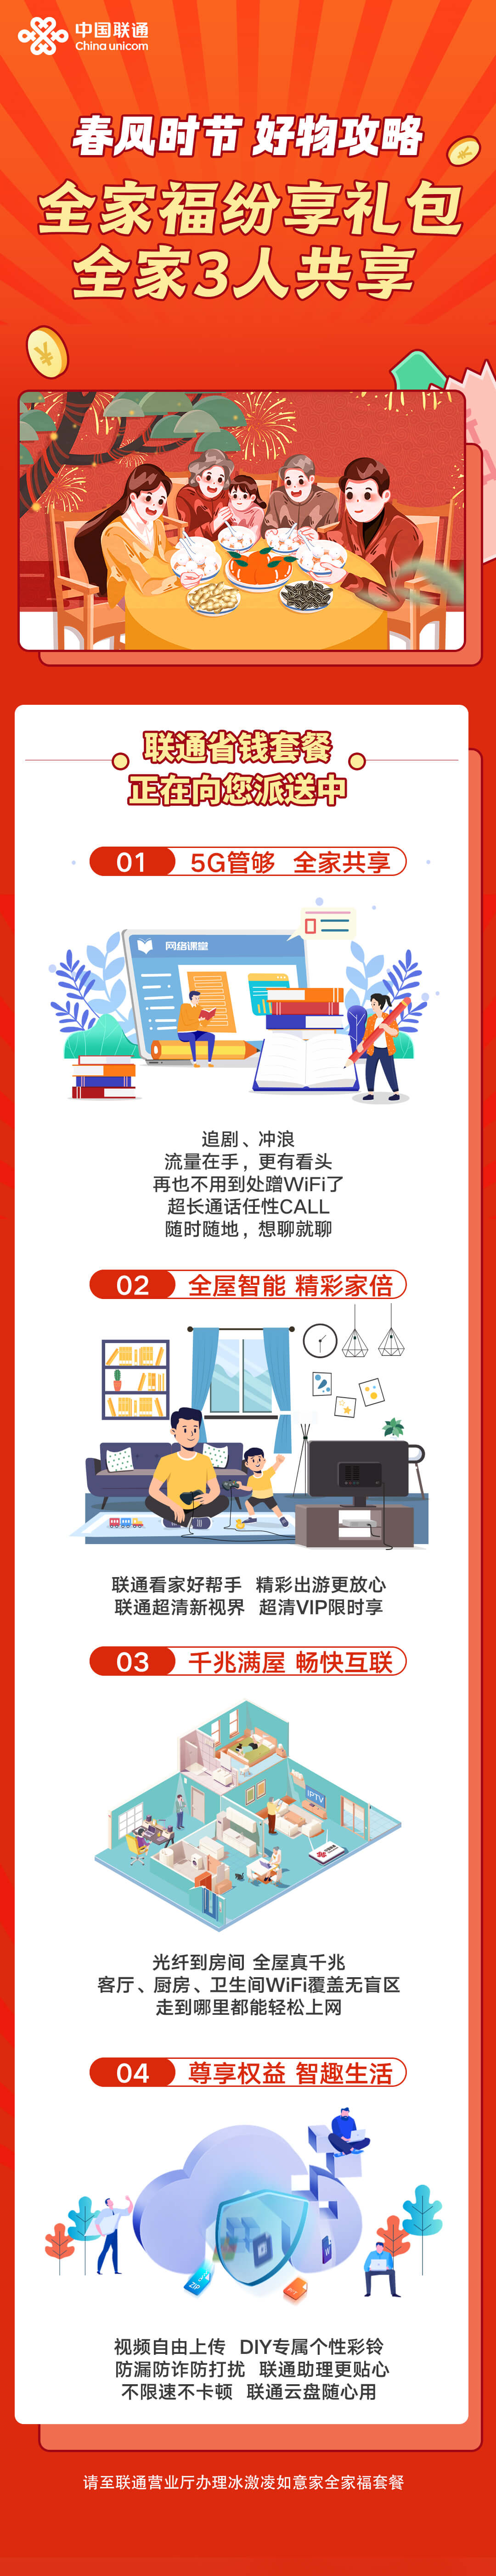 中国联通
China unicom
春风时节 好物攻略
全家福纷享礼包
全家3人共享
联通省钱套餐
正在向您派送中
01 5G管够 全家共享
网络课堂
追剧、冲浪
流量在手，更有看头
再也不用到处蹭WiFi了
超长通话任性CALL
随时随地，想聊就聊
02 全屋智能 精彩家倍
联通看家好帮手 精彩出游更放心
联通超清新视界 超清VIP限时享
03 千兆满屋 畅快互联
IPTV
光纤到房间 全屋真千兆
客厅、厨房、卫生间WiFi覆盖无盲区
走到哪里都能轻松上网
04 尊享权益 智趣生活
W
ZIP
视频自由上传 DIY专属个性彩铃
防漏防诈防打扰 联通助理更贴心
不限速不卡顿 联通云盘随心用
请至联通营业厅办理冰激凌如意家全家福套餐